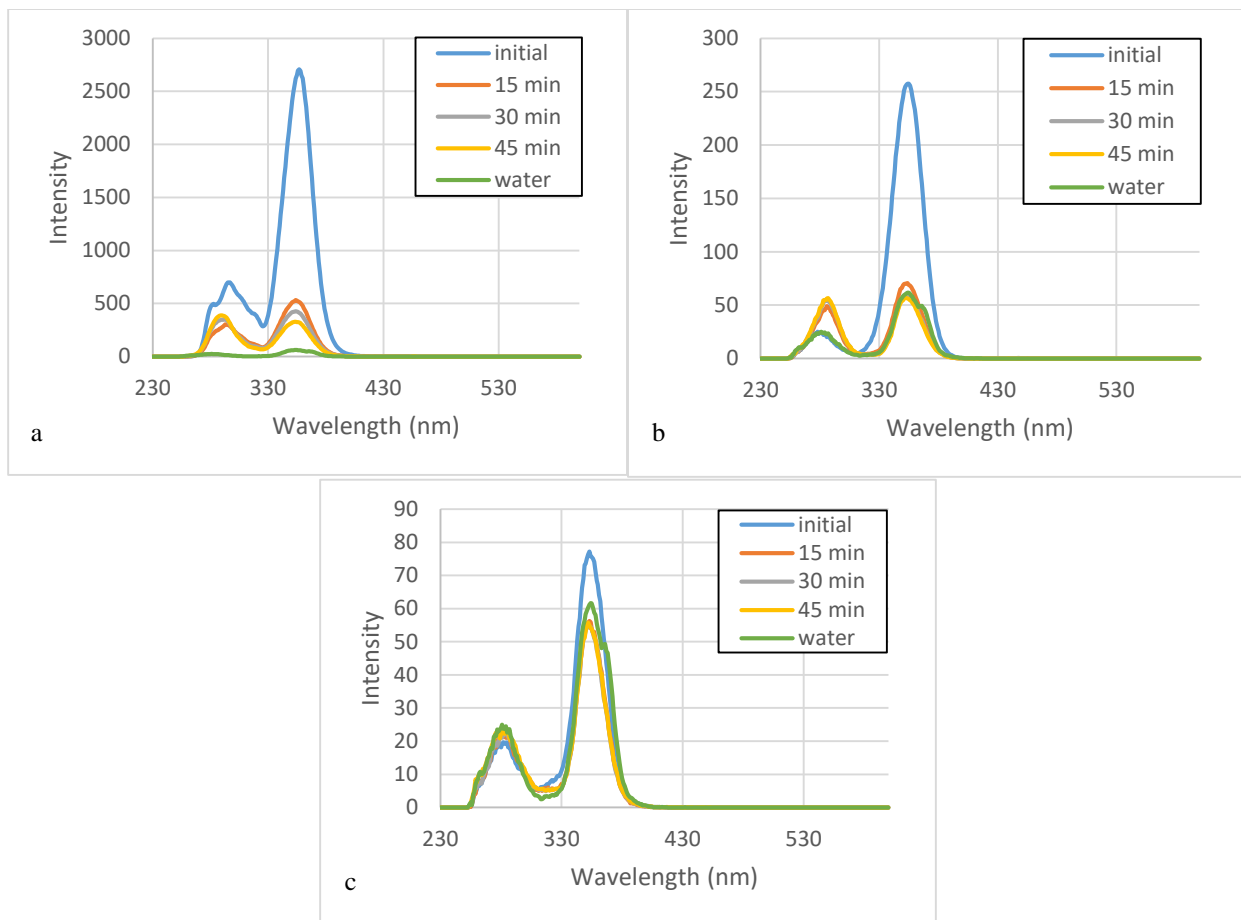 3000
2500
2000
1500
1000
500
0
Intensity
initial
15 min
30 min
45 min
water
230 330 430 530
Wavelength (nm)
a
300
250
200
150
100
50
0
Intensity
initial
15 min
30 min
45 min
water
230 330 430 530
Wavelength (nm)
b
90
80
70
60
50
40
30
20
10
0
Intensity
initial
15 min
30 min
45 min
water
230 330 430 530
Wavelength (nm)
c